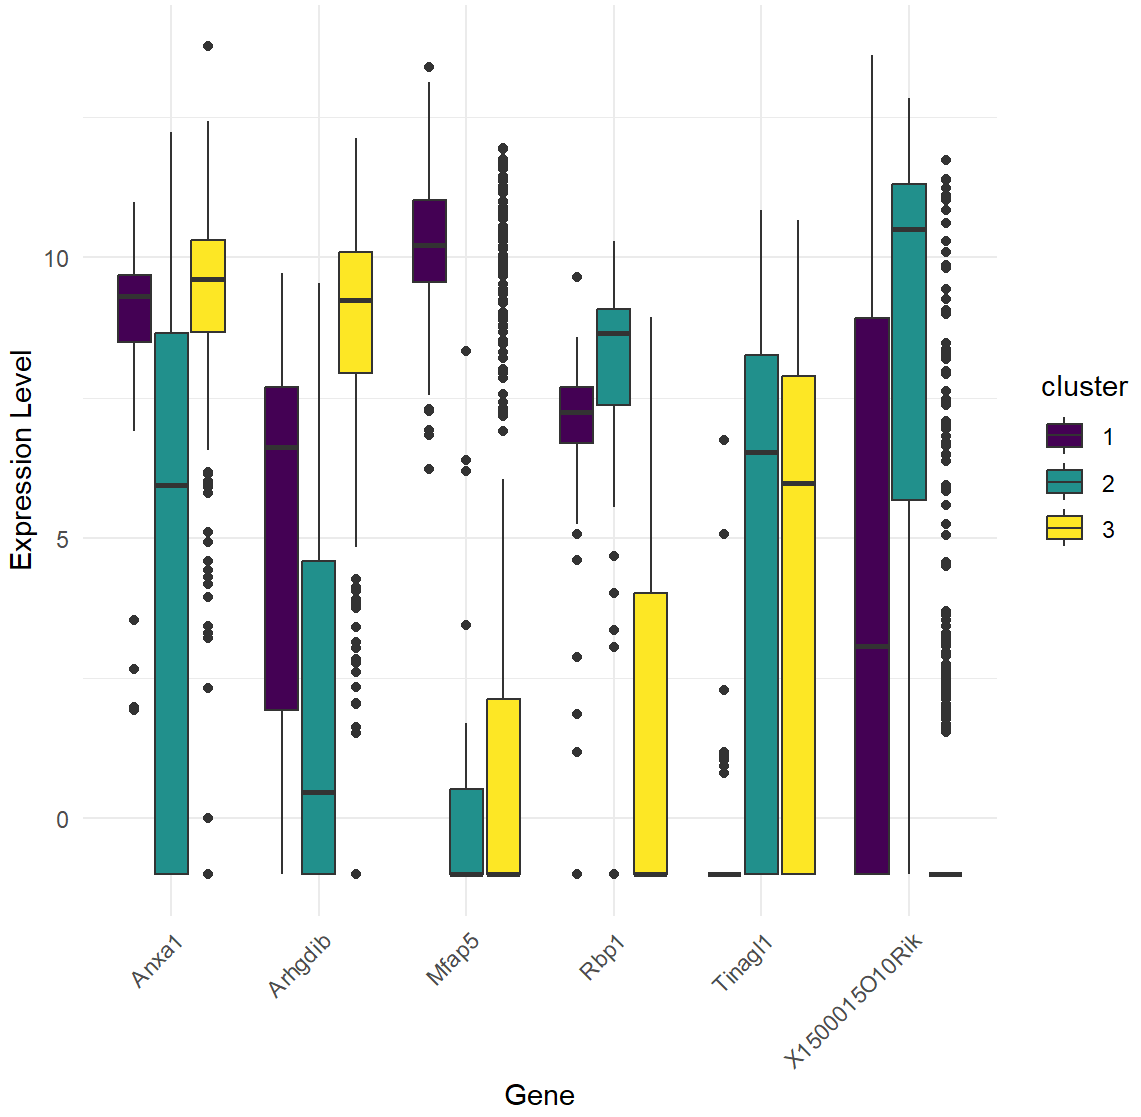 Expression Level
10
5
0
Anxa1
Arhgdib
Mfap5
Rbp1
Tinagl1
X1500015O10Rik
Gene
cluster
1
2
3